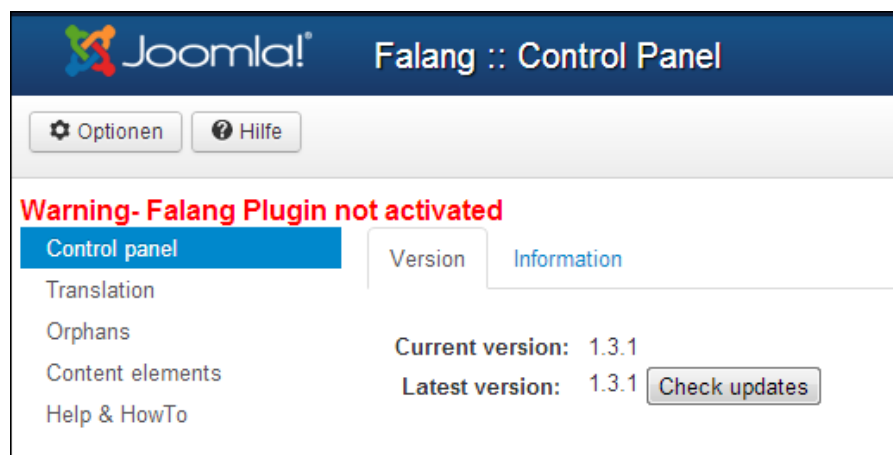 Joomla! Falang :: Control Panel
Optionen Hilfe
Warning- Falang Plugin not activated
Control panel
Translation
Orphans
Content elements
Help & HowTo
Version Information
Current version: 1.3.1
Latest version: 1.3.1 Check updates